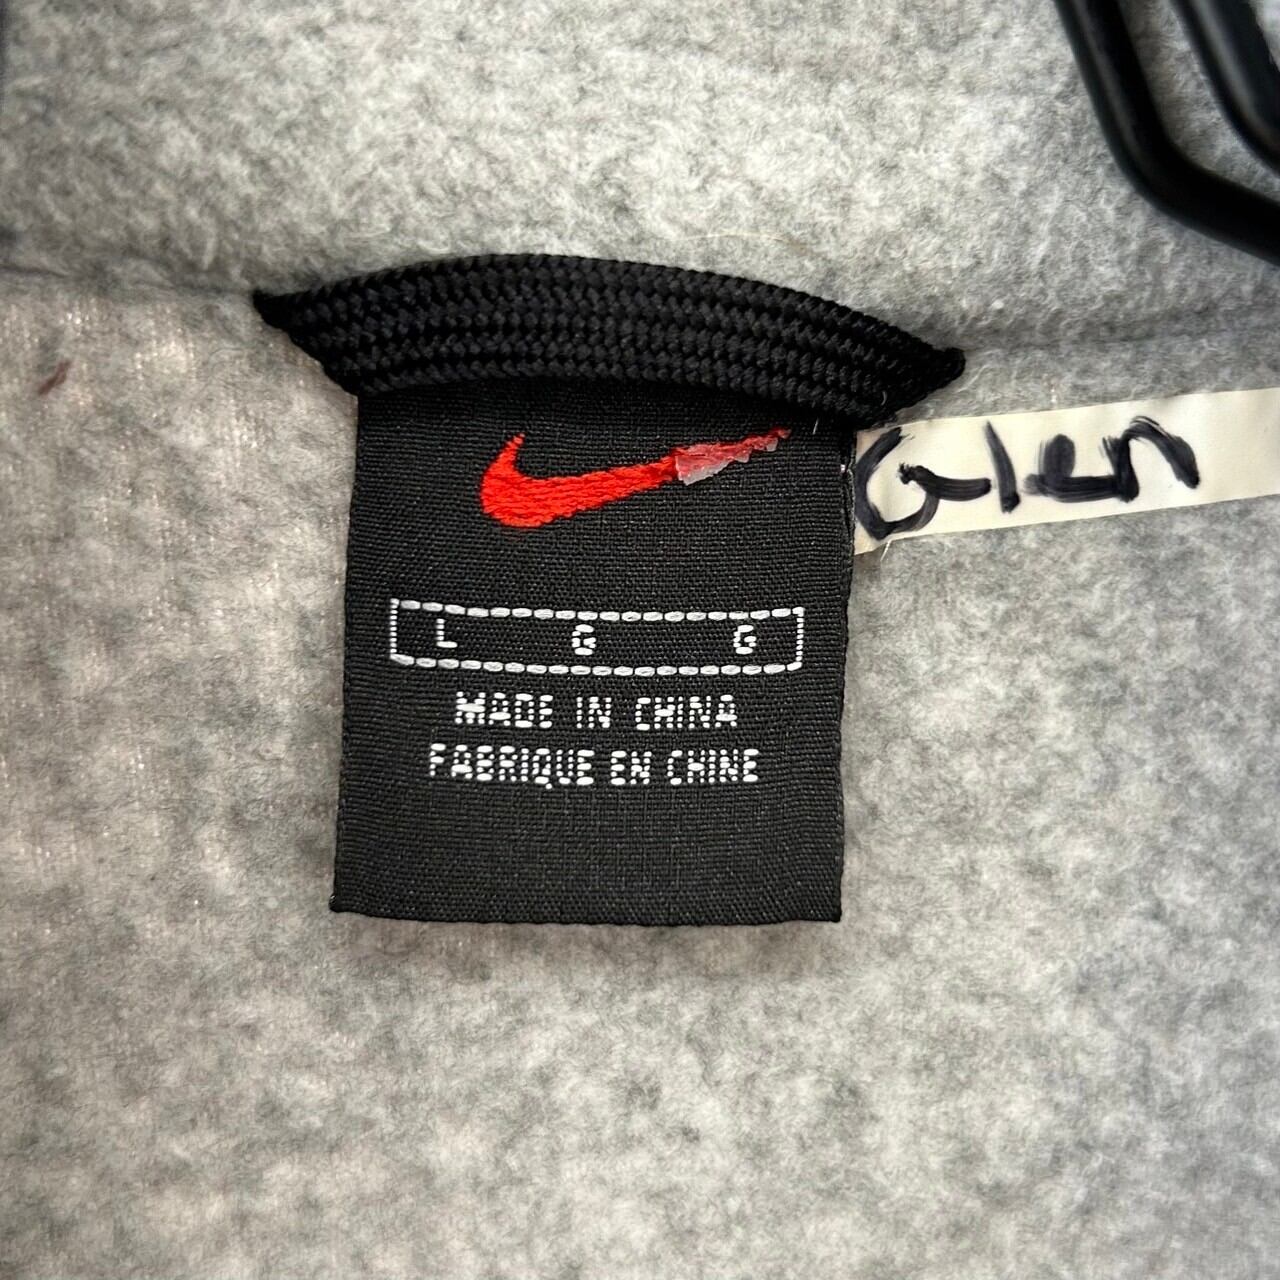 Glen
L G G
MADE IN CHINA
FABRIQUE EN CHINE